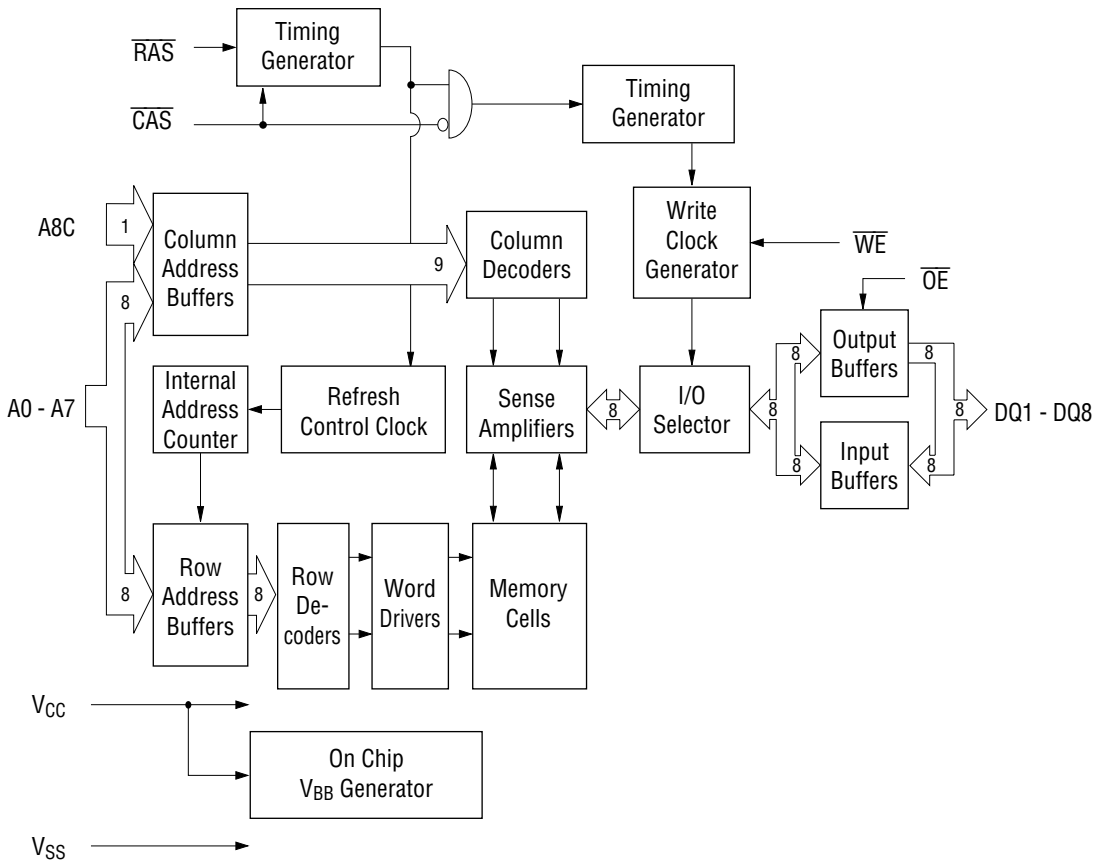 RAS
Timing
Generator
CAS
Timing
Generator
A8C
1
8
Column
Address
Buffers
9
Column
Decoders
Write
Clock
Generator
WE
OE
A0 - A7
Internal
Address
Counter
Refresh
Control Clock
Sense
Amplifiers
8
I/O
Selector
8
8
Output
Buffers
8
8
Input
Buffers
8
8
DQ1 - DQ8
8
Row
Address
Buffers
8
Row
De-
coders
Word
Drivers
Memory
Cells
VCC
On Chip
VBB Generator
VSS